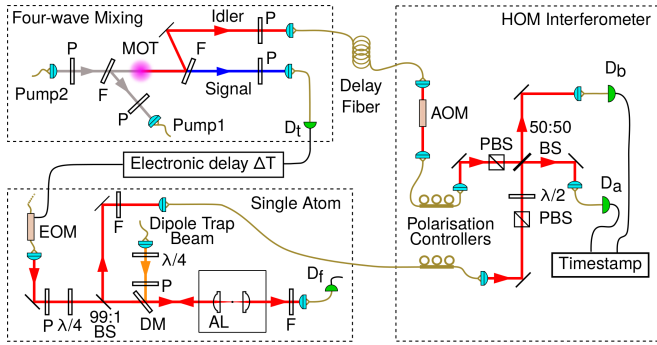 Four-wave Mixing
Idler
P
P
MOT
F
P
Pump2
F
Signal
P
Pump1
Delay
Fiber
Dt
Electronic delay ΔT
HOM Interferometer
AOM
Db
50:50
BS
PBS
Da
λ/2
PBS
Polarisation
Controllers
Timestamp
Single Atom
EOM
F
Dipole Trap
Beam
λ/4
P
Df
P
λ/4
99:1
BS
DM
AL
F